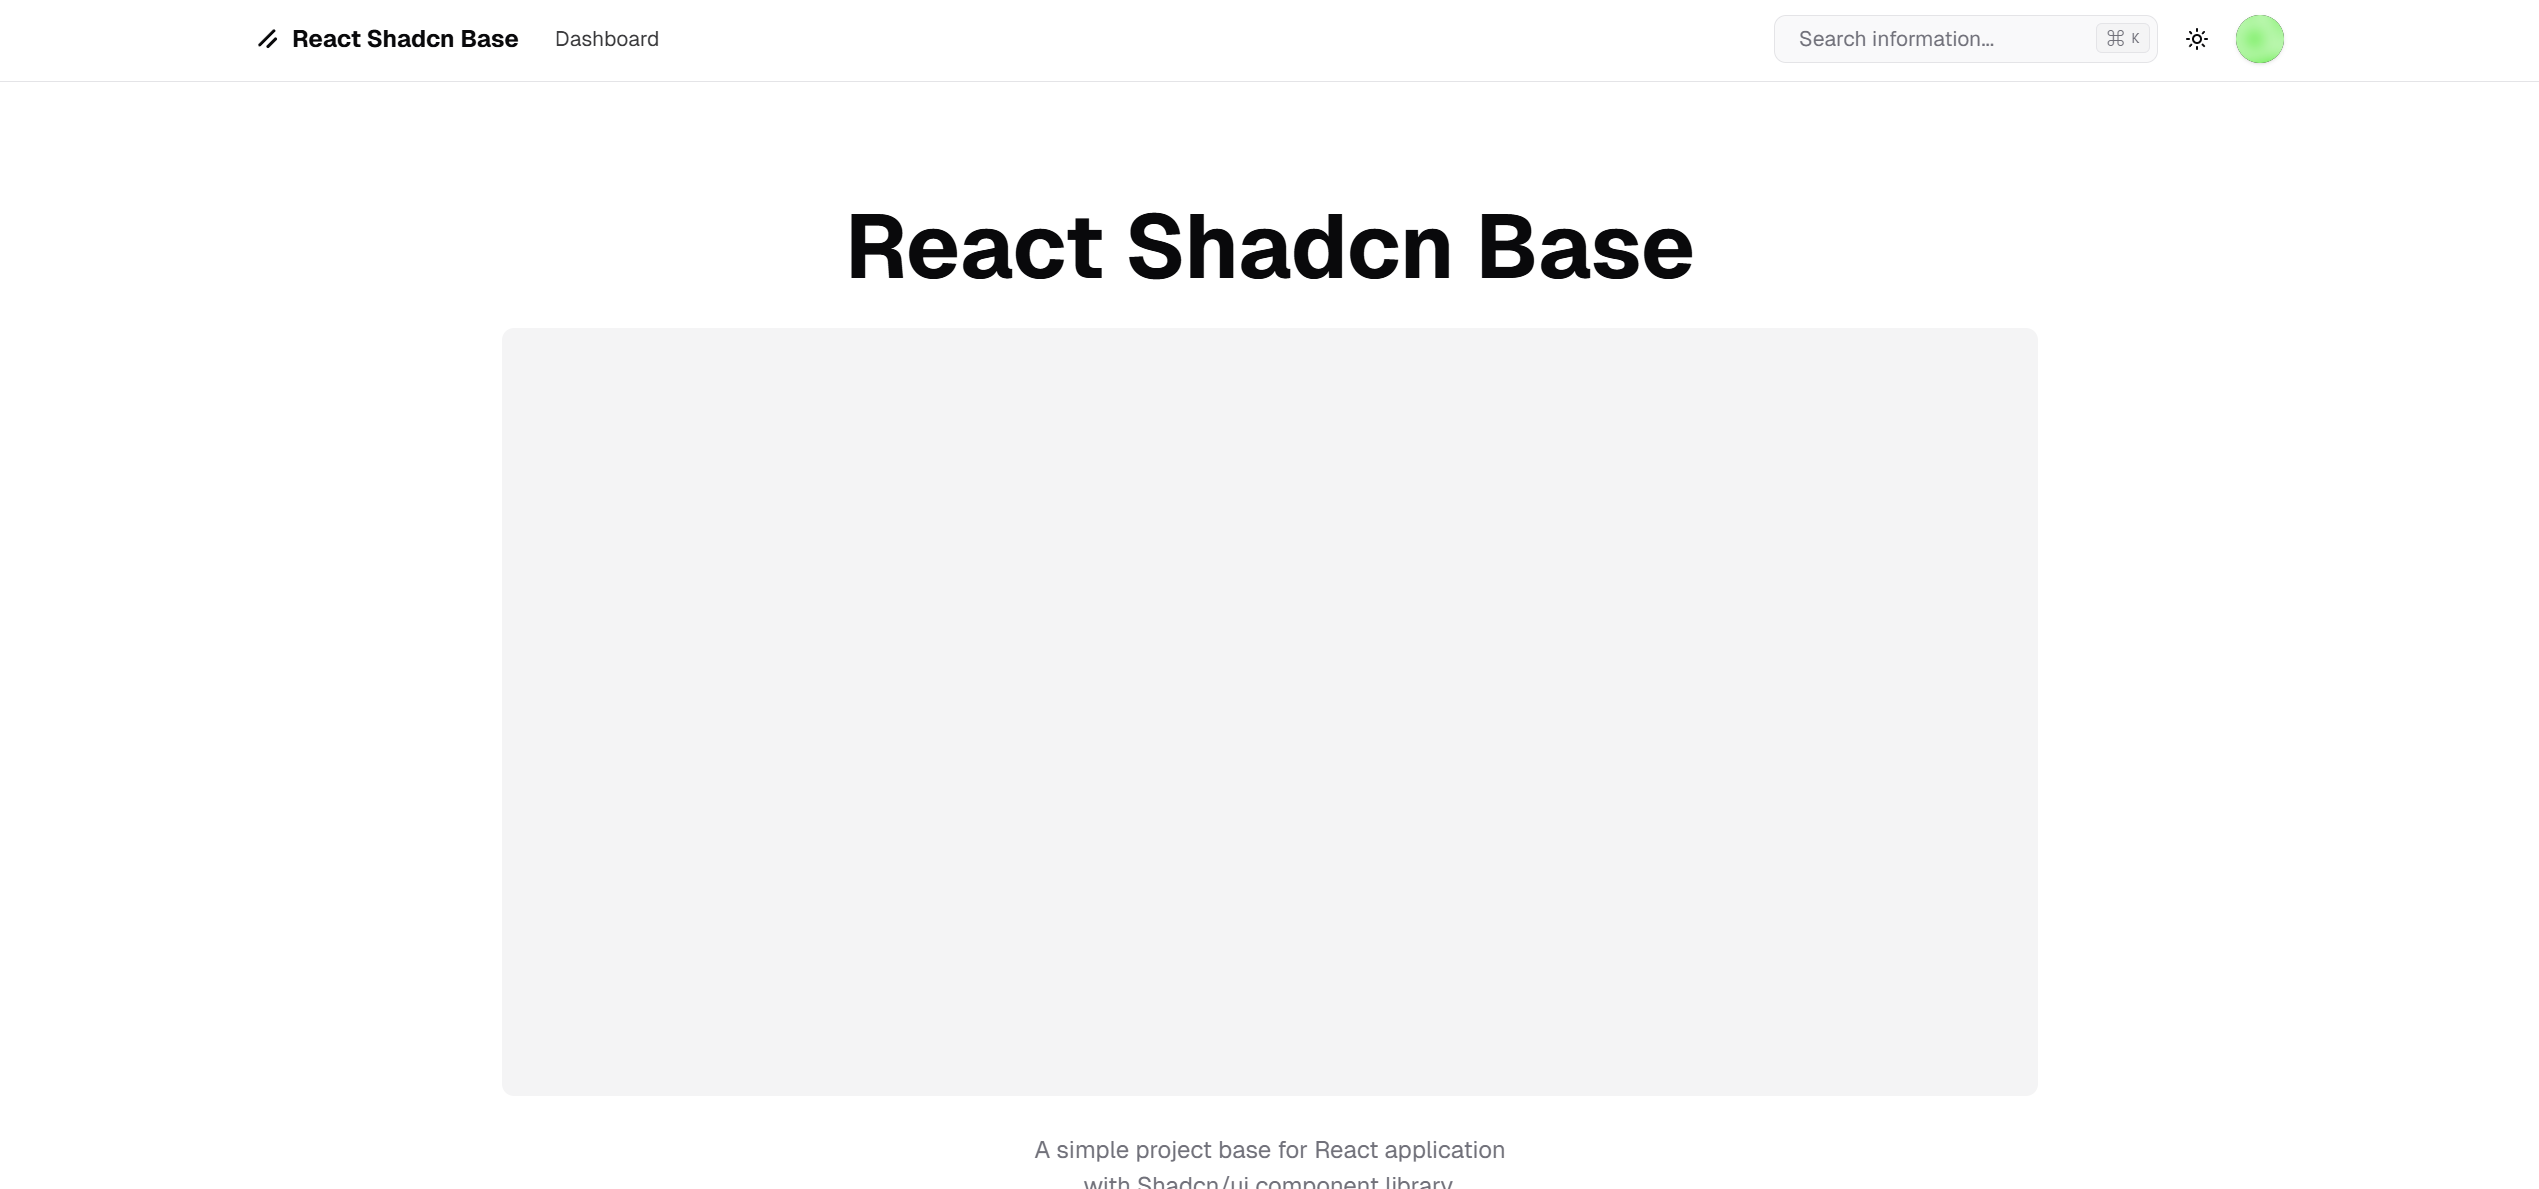 React Shadcn Base
Dashboard
Search information...
⌘ K
React Shadcn Base
A simple project base for React application
with Shadcn/ui component library.